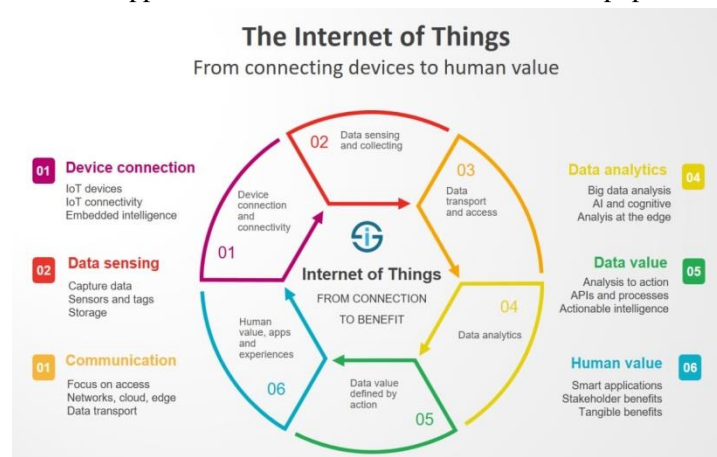 The Internet of Things
From connecting devices to human value
01 Device connection
IoT devices
IoT connectivity
Embedded intelligence
02 Data sensing
Capture data
Sensors and tags
Storage
01 Communication
Focus on access
Networks, cloud, edge
Data transport
Device
connection
and
connectivity
01
02
Data sensing
and collecting
03
Data
transport
and access
04
Data analytics
Data value
defined by
action
05
Human
value, apps
and
experiences
06
Internet of Things
FROM CONNECTION
TO BENEFIT
Data analytics 04
Big data analysis
AI and cognitive
Analyis at the edge
Data value 05
Analysis to action
APIs and processes
Actionable intelligence
Human value 06
Smart applications
Stakeholder benefits
Tangible benefits